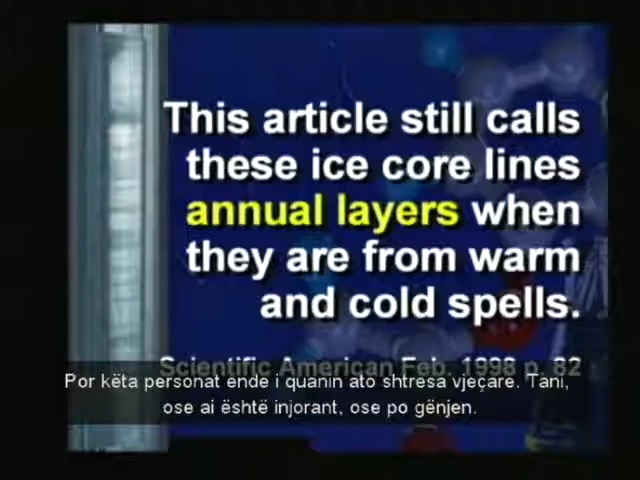 This article still calls
these ice core lines
annual layers when
they are from warm
and cold spells.
Scientific American Feb. 1998 p. 82
Por këta personat ende i quanin ato shtresa vjeçare. Tani,
ose ai është injorant, ose po gënjen.